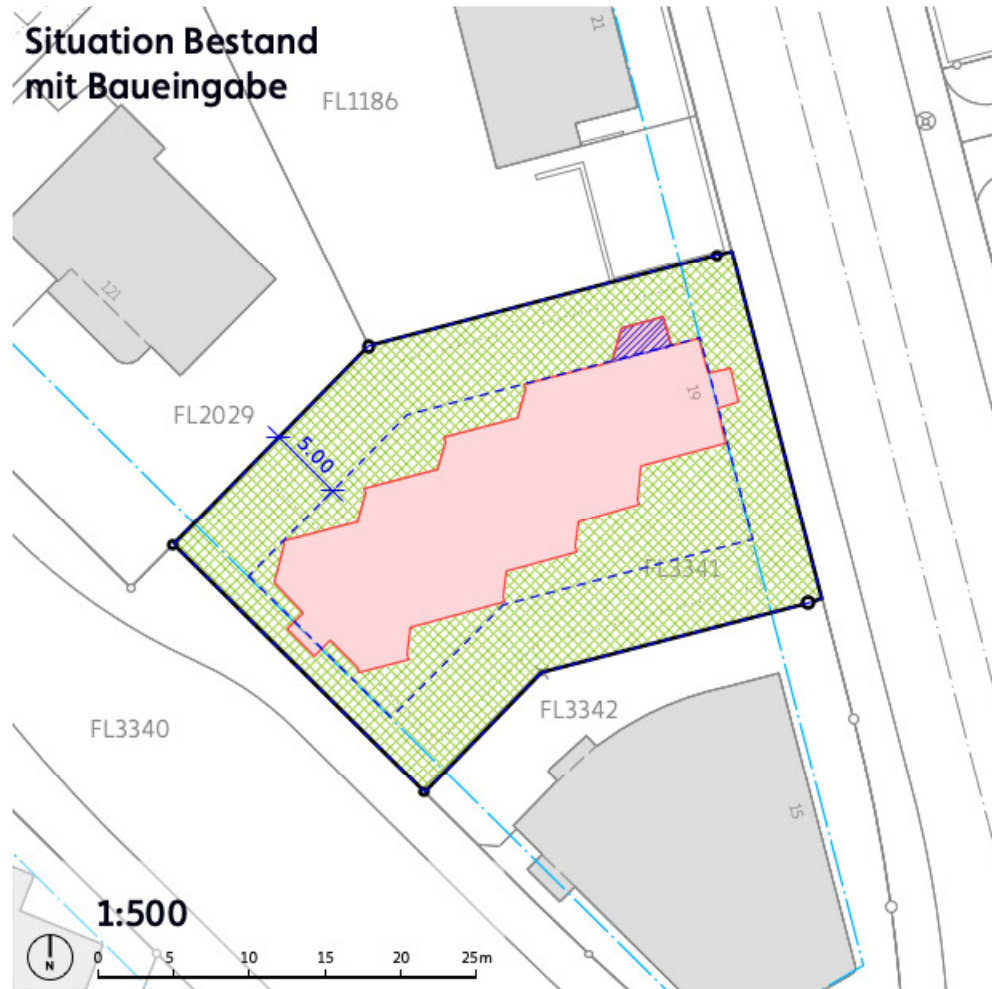 Situation Bestand
mit Baueingabe
21
FL1186
121
FL2029
5.00
19
FL3341
FL3340
FL3342
15
1:500
N
0 5 10 15 20 25m